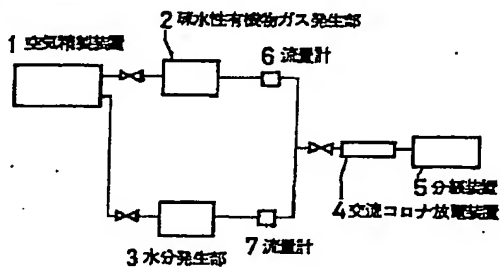 1 空気精製装置
2 疎水性有機物ガス発生部
6 流量計
5 分級装置
4 交流コロナ放電装置
3 水分発生部
7 流量計